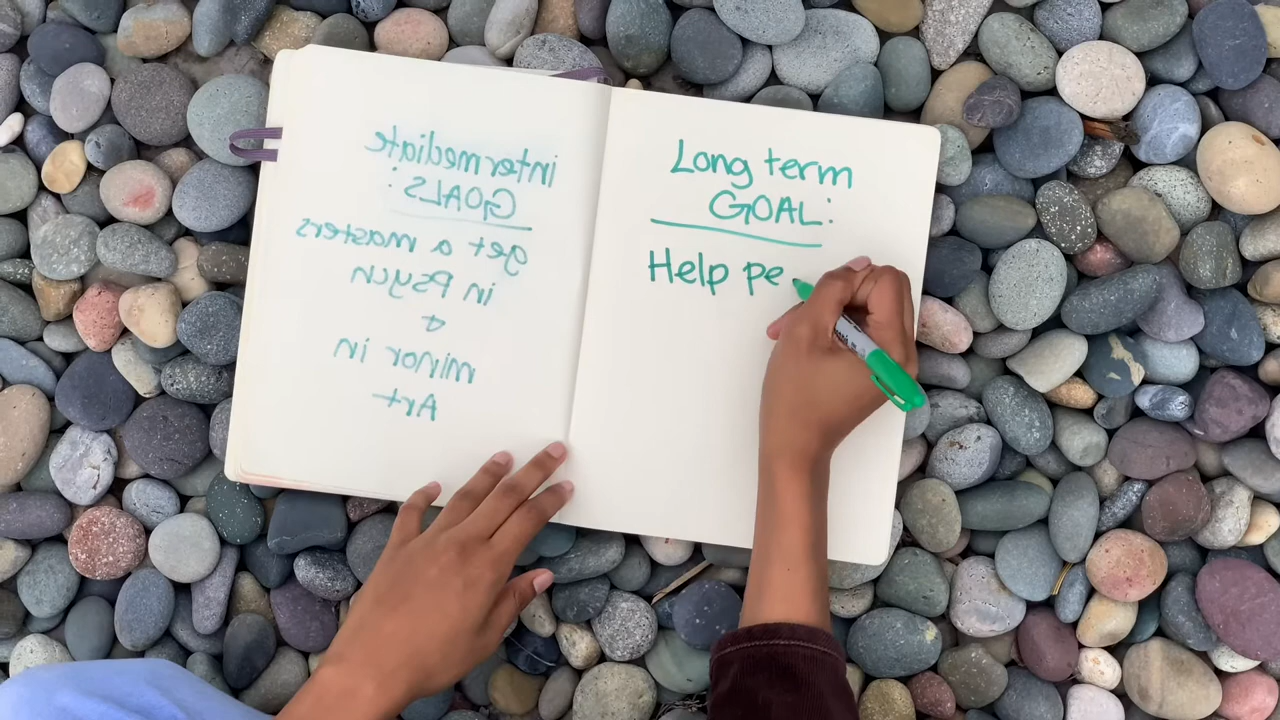 intermediate
GOALS:
get a masters
in Psych
+
minor in
Art
Long term
GOAL:
Help pe